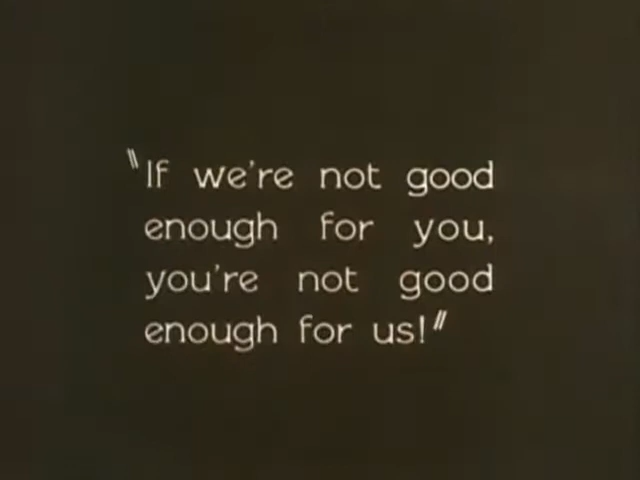 "If we're not good
enough for you,
you're not good
enough for us!"